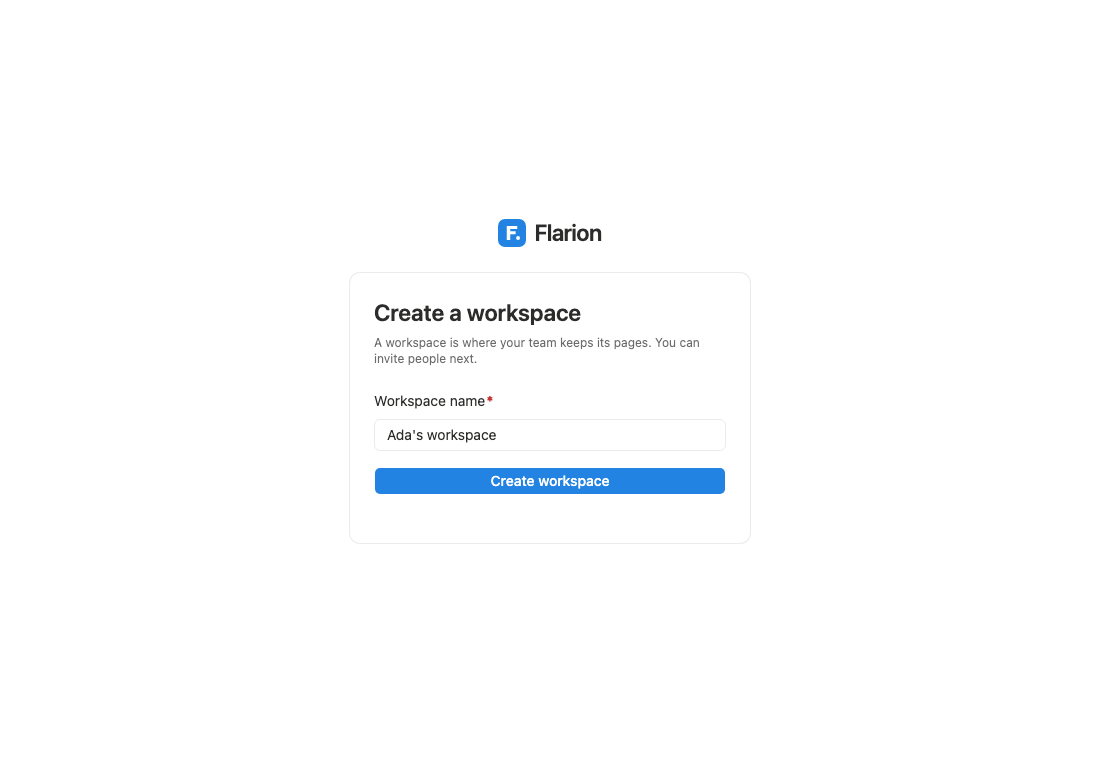 F. Flarion
Create a workspace
A workspace is where your team keeps its pages. You can
invite people next.
Workspace name*
Ada's workspace
Create workspace